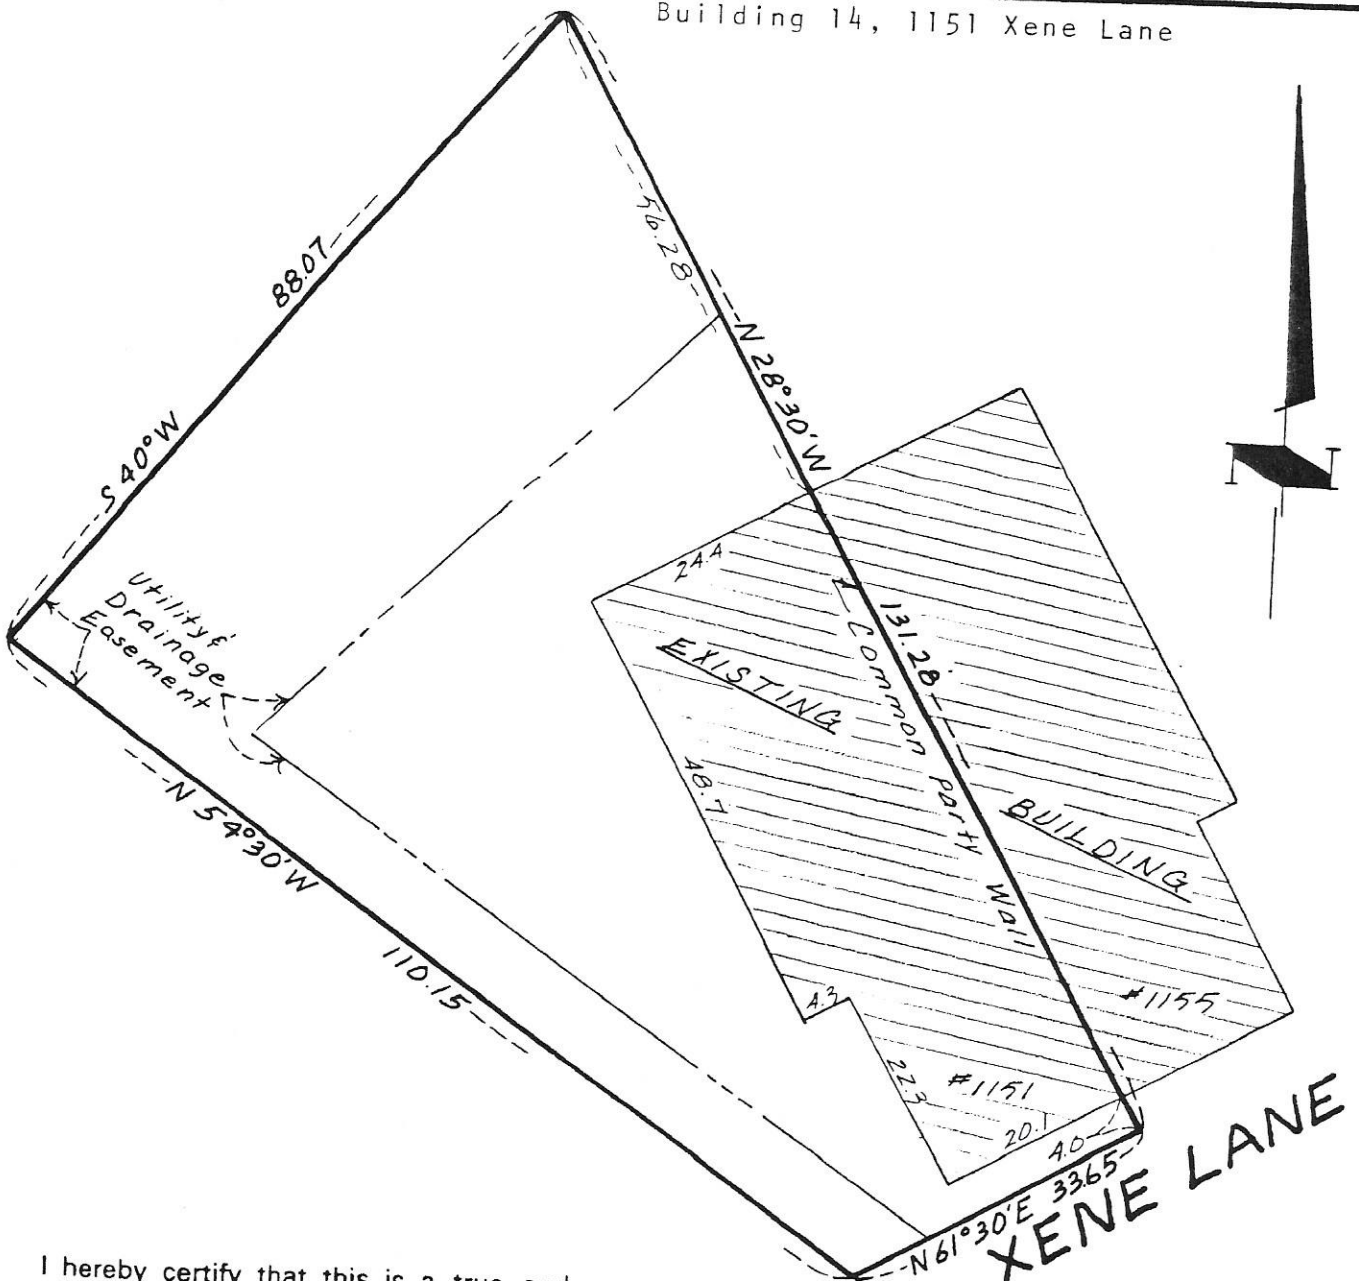 Building 14, 1151 Xene Lane
56.28
88.07
N 28°30'W
S 40°W
N
24.4
Utility &
Drainage
Easement
131.28
Common Party Wall
EXISTING
BUILDING
48.7
N 54°30'W
110.15
4.3
#1155
22.3
#1151
20.1
4.0
33.65
N 61°30'E
XENE LANE
I hereby certify that this is a true and